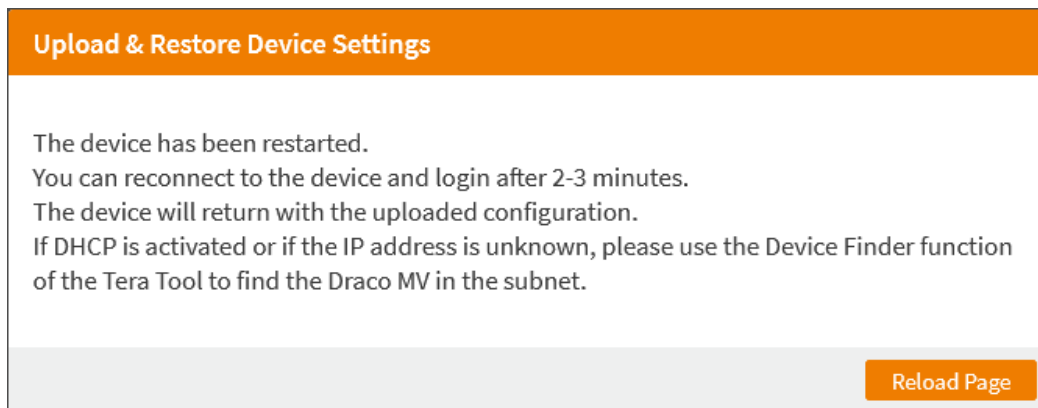 Upload & Restore Device Settings
The device has been restarted.
You can reconnect to the device and login after 2-3 minutes.
The device will return with the uploaded configuration.
If DHCP is activated or if the IP address is unknown, please use the Device Finder function
of the Tera Tool to find the Draco MV in the subnet.
Reload Page